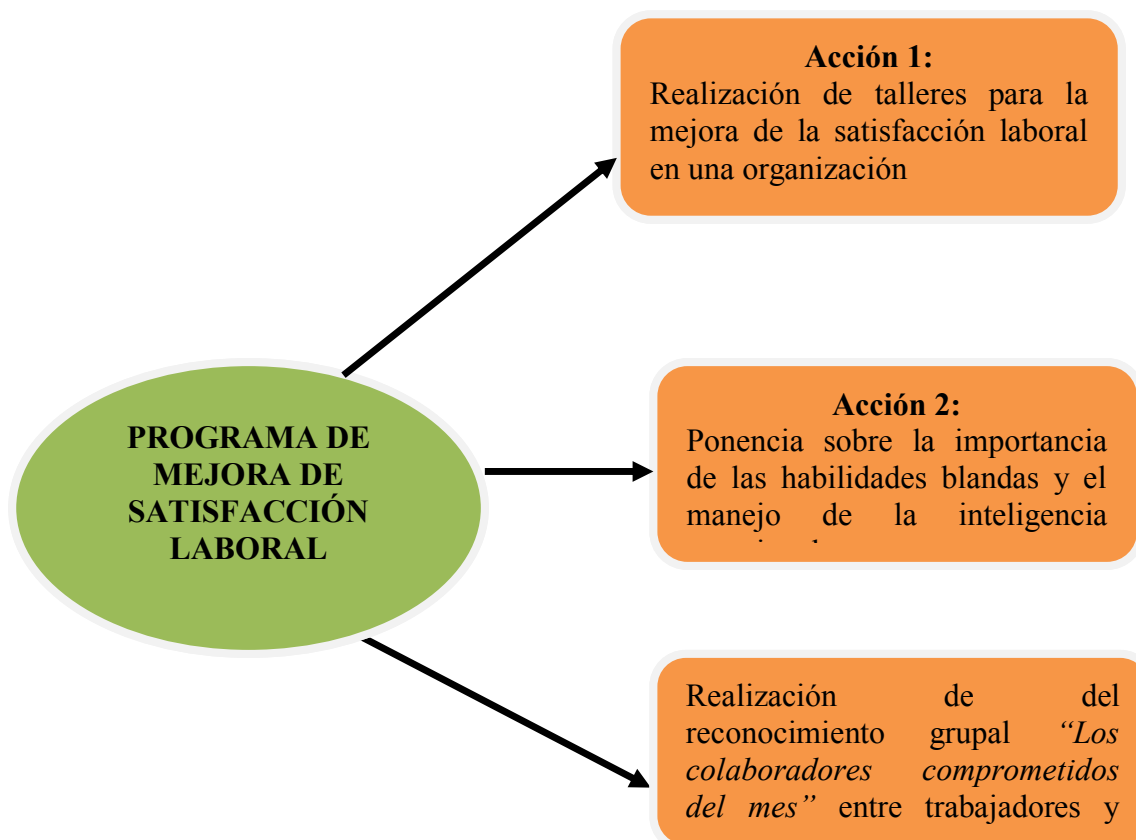 Acción 1:
Realización de talleres para la
mejora de la satisfacción laboral
en una organización
PROGRAMA DE
MEJORA DE
SATISFACCIÓN
LABORAL
Acción 2:
Ponencia sobre la importancia
de las habilidades blandas y el
manejo de la inteligencia
Realización de del
reconocimiento grupal “Los
colaboradores comprometidos
del mes” entre trabajadores y